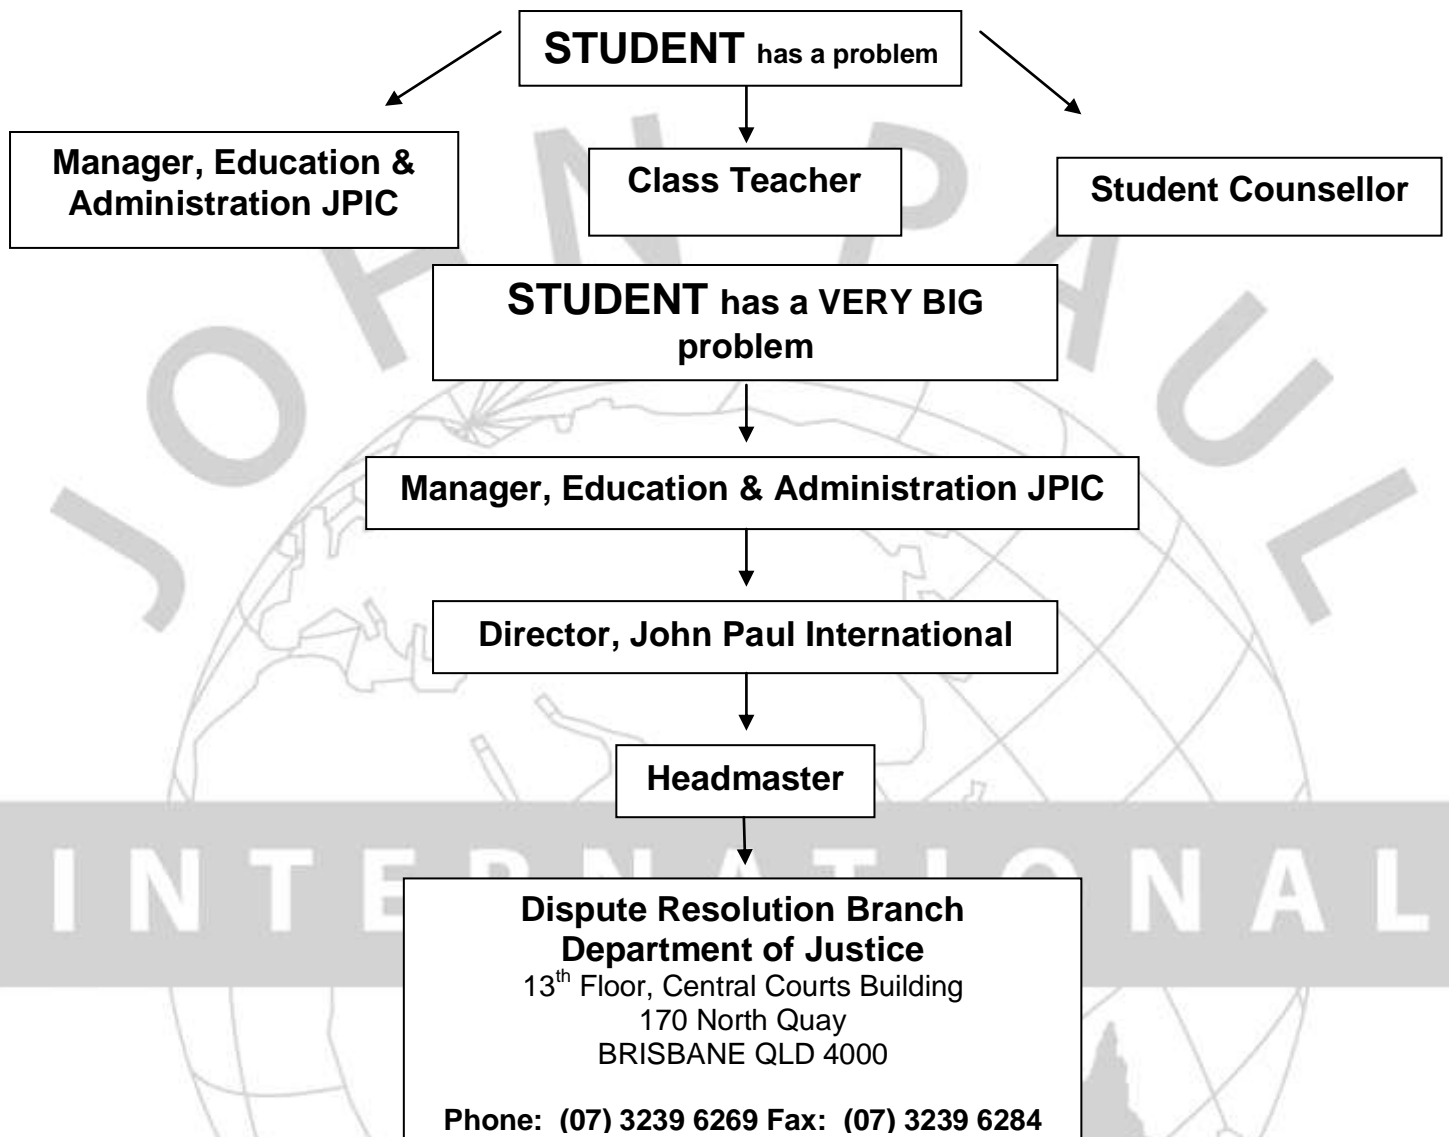 STUDENT has a problem
Manager, Education &
Administration JPIC
Class Teacher
Student Counsellor
STUDENT has a VERY BIG
problem
Manager, Education & Administration JPIC
Director, John Paul International
Headmaster
Dispute Resolution Branch
Department of Justice
13th Floor, Central Courts Building
170 North Quay
BRISBANE QLD 4000
Phone: (07) 3239 6269 Fax: (07) 3239 6284
JOHN PAUL
INTERNATIONAL